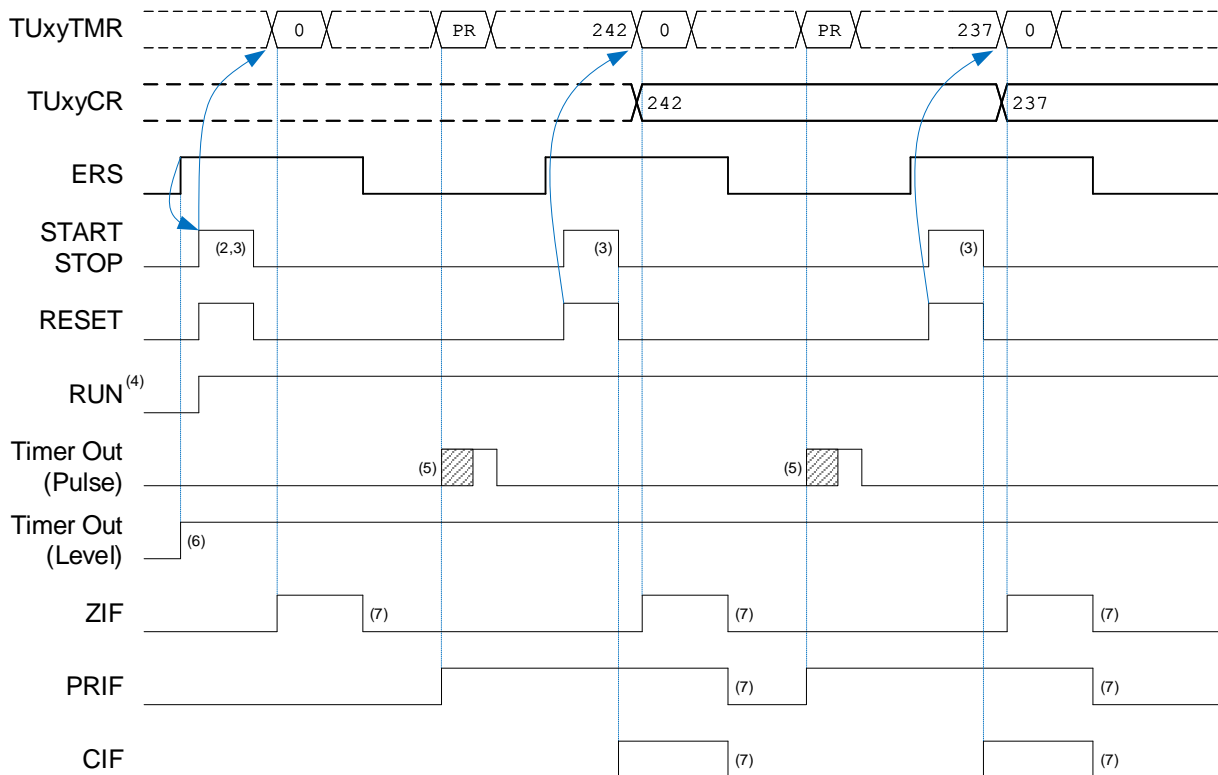 TUxyTMR 0 PR 242 0 PR 237 0
TUxyCR 242 237
ERS
START
STOP
(2,3) (3) (3)
RESET
RUN (4)
Timer Out
(Pulse)
(5) (5)
Timer Out
(Level)
(6)
ZIF (7) (7) (7)
PRIF (7) (7)
CIF (7) (7)